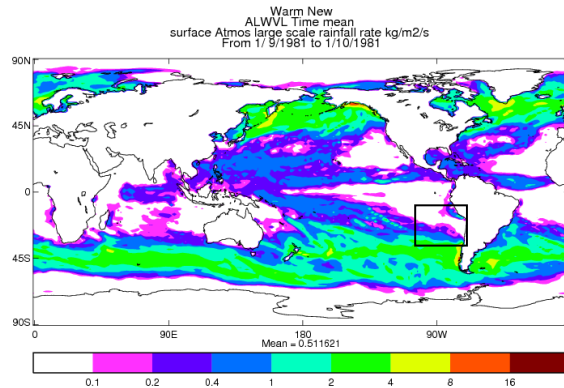 Warm New
ALWVL Time mean
surface Atmos large scale rainfall rate kg/m2/s
From 1/ 9/1981 to 1/10/1981
90N
45N
0
45S
90S
0 90E 180 90W
Mean = 0.511621
0.1 0.2 0.4 1 2 4 8 16